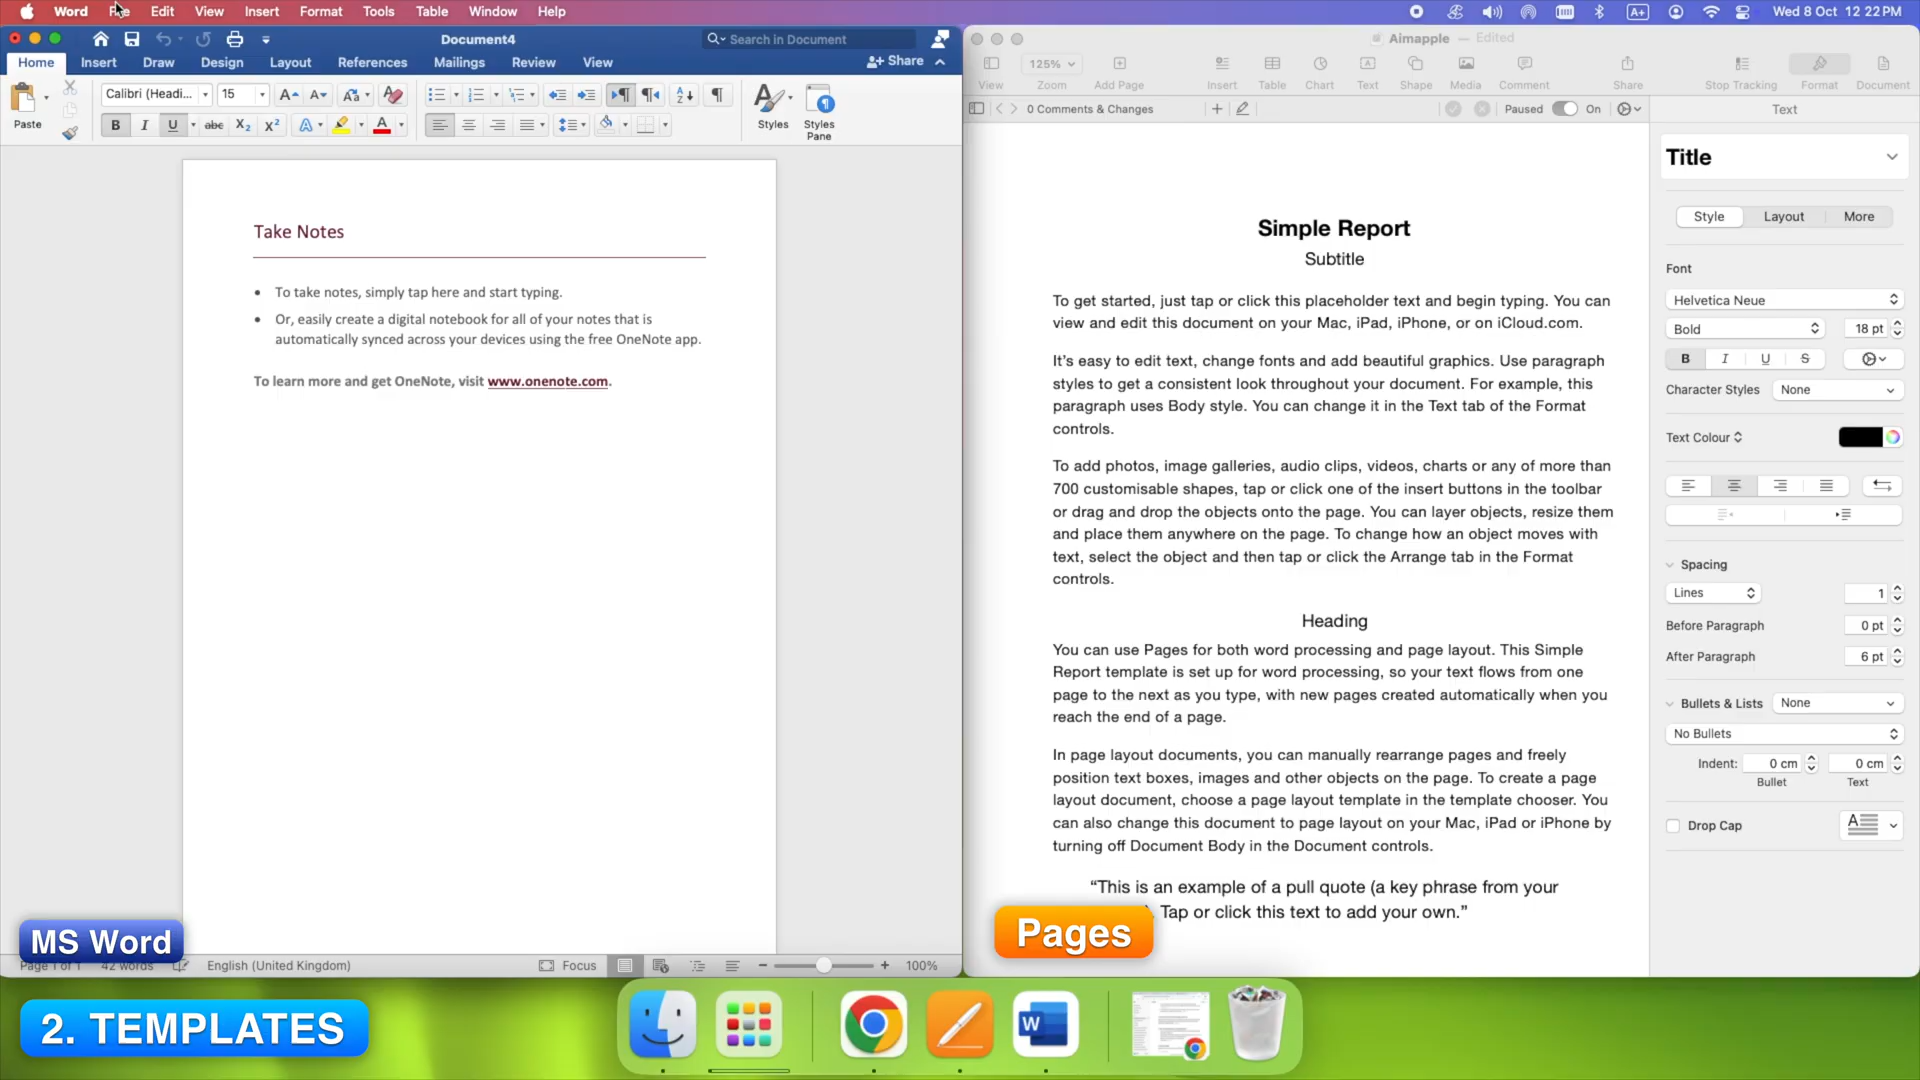 Word File Edit View Insert Format Tools Table Window Help
A+ Wed 8 Oct 12 22 PM
Document4
Search in Document
Home Insert Draw Design Layout References Mailings Review View
Share
Paste
Calibri (Headi... 15
B I U abc X₂ X² A A
Styles
Styles Pane
Take Notes
• To take notes, simply tap here and start typing.
• Or, easily create a digital notebook for all of your notes that is
automatically synced across your devices using the free OneNote app.
To learn more and get OneNote, visit www.onenote.com.
MS Word
Page 1 of 1 42 words English (United Kingdom) Focus 100%
2. TEMPLATES
Aimapple — Edited
125%
View Zoom Add Page Insert Table Chart Text Shape Media Comment Share Stop Tracking Format Document
0 Comments & Changes Paused On
Text
Simple Report
Subtitle
To get started, just tap or click this placeholder text and begin typing. You can
view and edit this document on your Mac, iPad, iPhone, or on iCloud.com.
It's easy to edit text, change fonts and add beautiful graphics. Use paragraph
styles to get a consistent look throughout your document. For example, this
paragraph uses Body style. You can change it in the Text tab of the Format
controls.
To add photos, image galleries, audio clips, videos, charts or any of more than
700 customisable shapes, tap or click one of the insert buttons in the toolbar
or drag and drop the objects onto the page. You can layer objects, resize them
and place them anywhere on the page. To change how an object moves with
text, select the object and then tap or click the Arrange tab in the Format
controls.
Heading
You can use Pages for both word processing and page layout. This Simple
Report template is set up for word processing, so your text flows from one
page to the next as you type, with new pages created automatically when you
reach the end of a page.
In page layout documents, you can manually rearrange pages and freely
position text boxes, images and other objects on the page. To create a page
layout document, choose a page layout template in the template chooser. You
can also change this document to page layout on your Mac, iPad or iPhone by
turning off Document Body in the Document controls.
“This is an example of a pull quote (a key phrase from your
Tap or click this text to add your own.”
Pages
Title
Style Layout More
Font
Helvetica Neue
Bold 18 pt
B I U S
Character Styles None
Text Colour
Spacing
Lines 1
Before Paragraph 0 pt
After Paragraph 6 pt
Bullets & Lists None
No Bullets
Indent: 0 cm 0 cm
Bullet Text
Drop Cap A
W